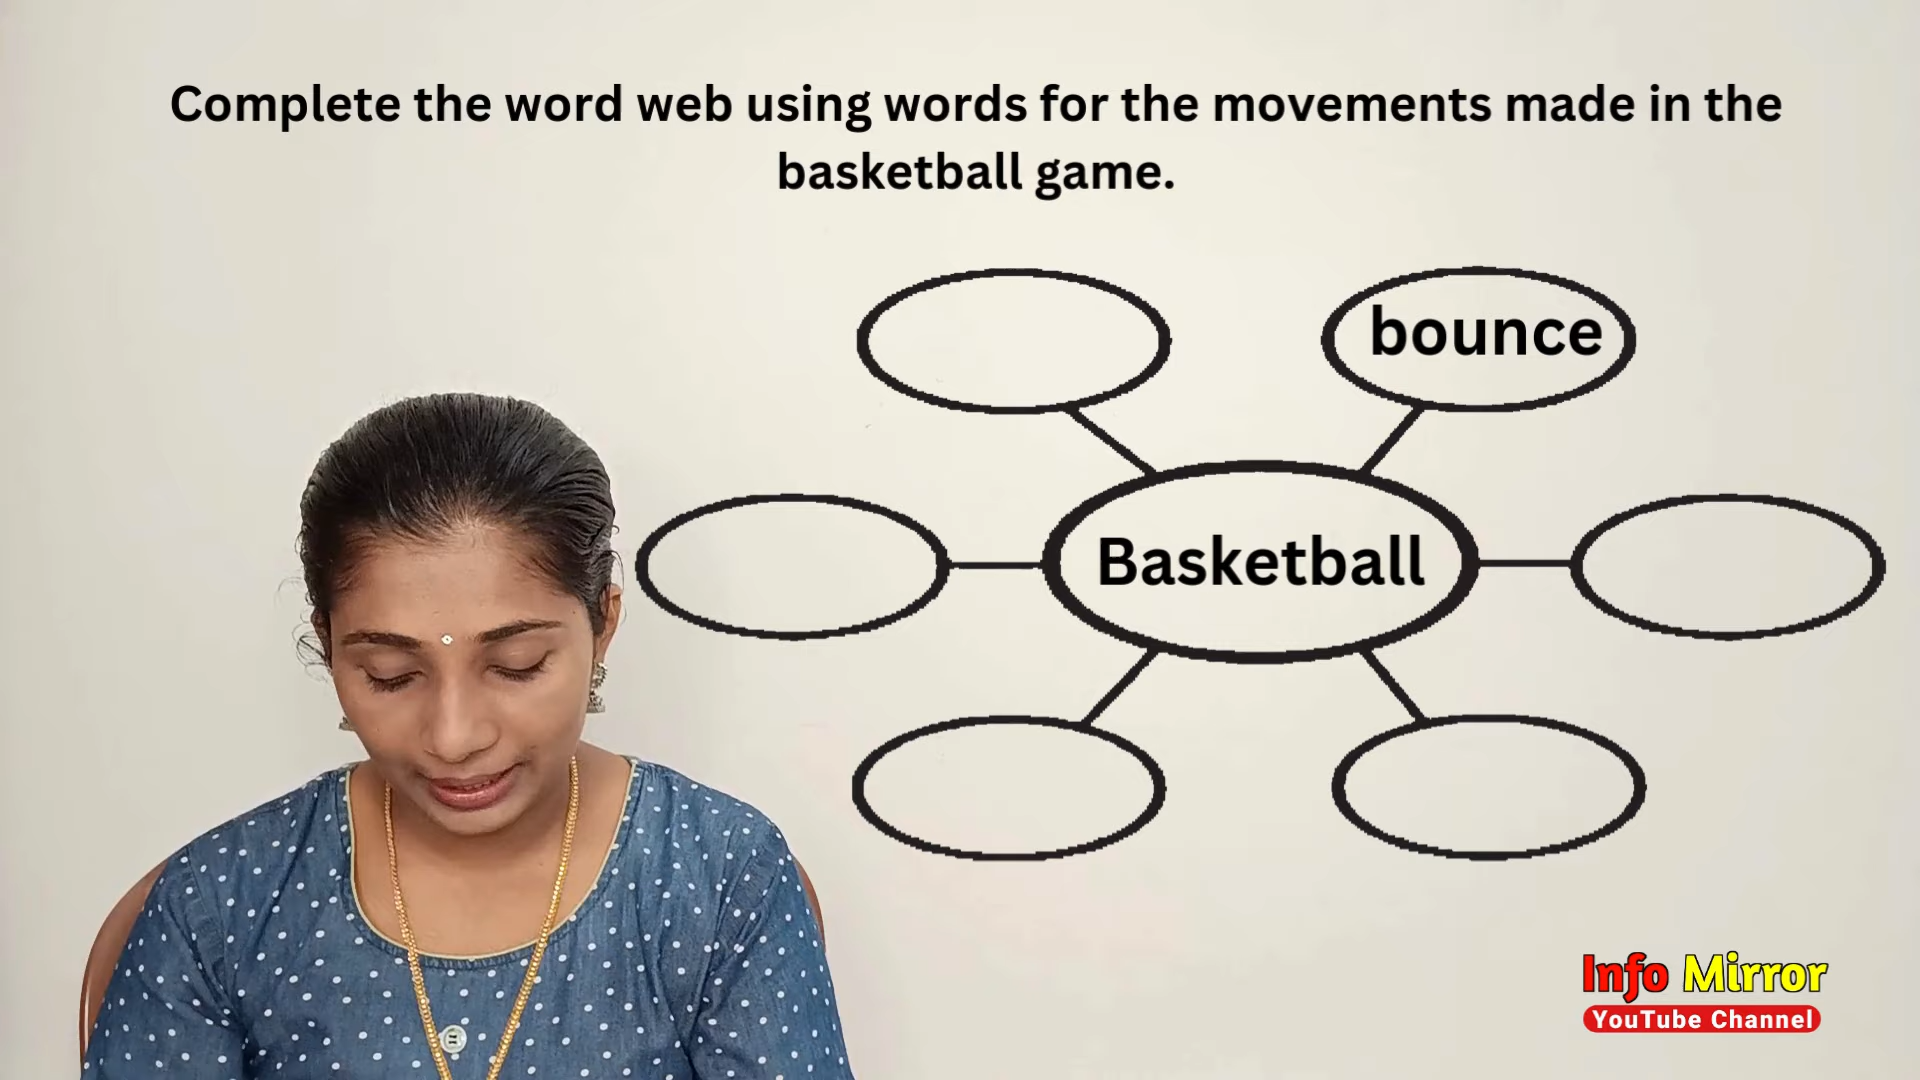 Complete the word web using words for the movements made in the
basketball game.
bounce
Basketball
Info Mirror
YouTube Channel